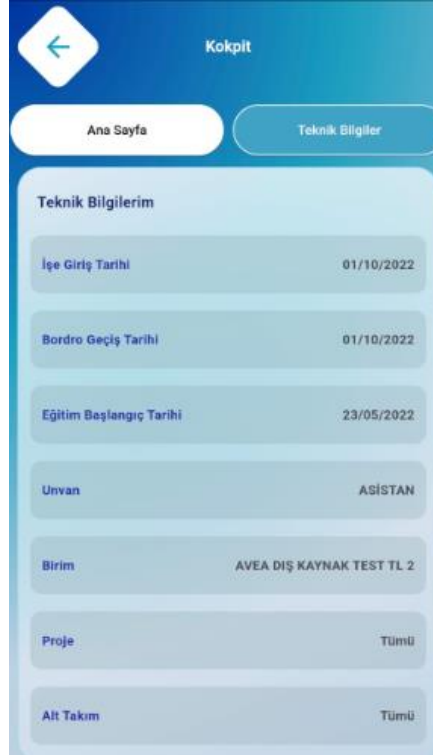 Kokpit
Ana Sayfa
Teknik Bilgiler
Teknik Bilgilerim
İşe Giriş Tarihi 01/10/2022
Bordro Geçiş Tarihi 01/10/2022
Eğitim Başlangıç Tarihi 23/05/2022
Unvan ASİSTAN
Birim AVEA DIŞ KAYNAK TEST TL 2
Proje Tümü
Alt Takım Tümü